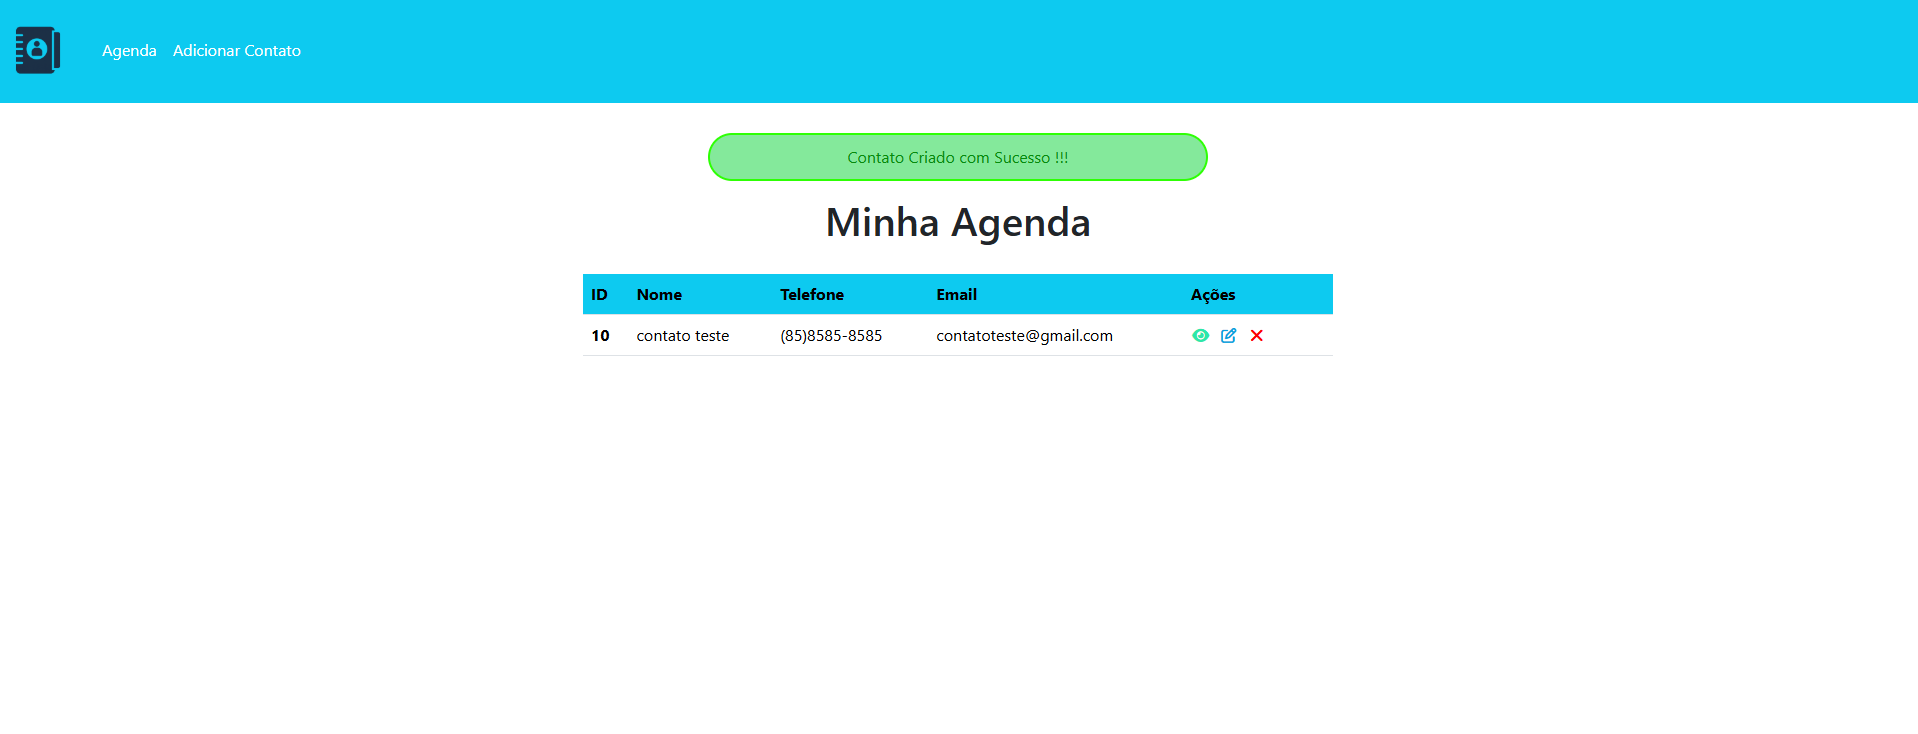 Agenda Adicionar Contato
Contato Criado com Sucesso !!!
Minha Agenda
ID Nome Telefone Email Ações
10 contato teste (85)8585-8585 contatoteste@gmail.com